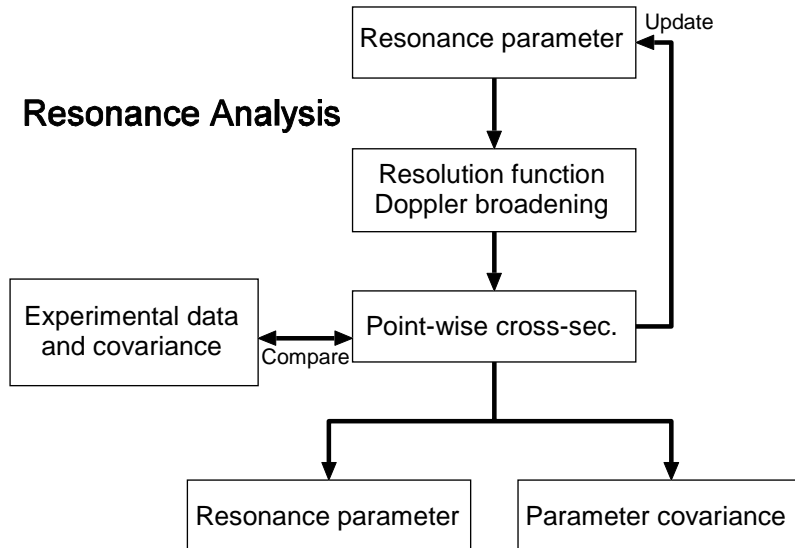 Resonance parameter
Update
Resonance Analysis
Resolution function
Doppler broadening
Experimental data
and covariance
Compare
Point-wise cross-sec.
Resonance parameter
Parameter covariance